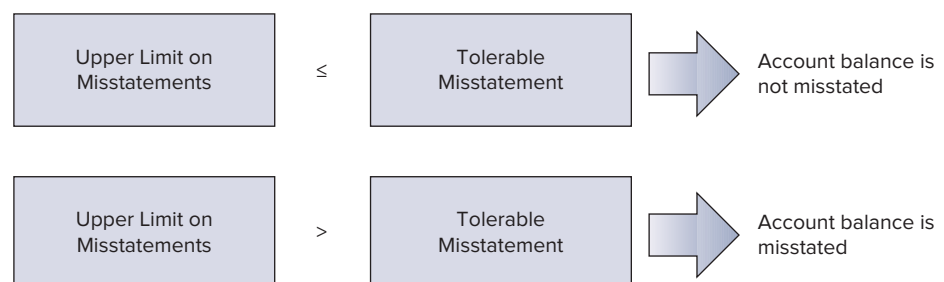 Upper Limit on
Misstatements
≤
Tolerable
Misstatement
Account balance is
not misstated
Upper Limit on
Misstatements
>
Tolerable
Misstatement
Account balance is
misstated